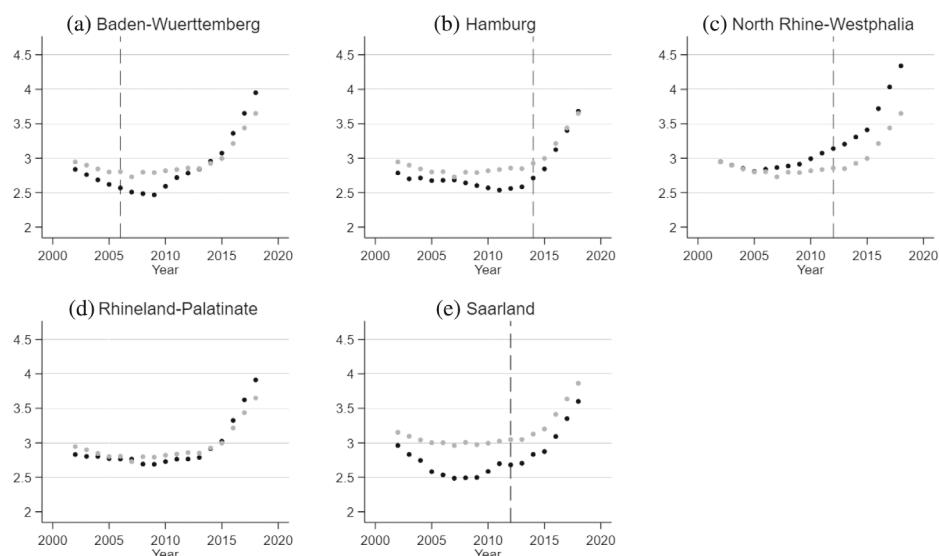 (a) Baden-Wuerttemberg
4.5
4
3.5
3
2.5
2
2000 2005 2010 2015 2020
Year
(b) Hamburg
4.5
4
3.5
3
2.5
2
2000 2005 2010 2015 2020
Year
(c) North Rhine-Westphalia
4.5
4
3.5
3
2.5
2
2000 2005 2010 2015 2020
Year
(d) Rhineland-Palatinate
4.5
4
3.5
3
2.5
2
2000 2005 2010 2015 2020
Year
(e) Saarland
4.5
4
3.5
3
2.5
2
2000 2005 2010 2015 2020
Year